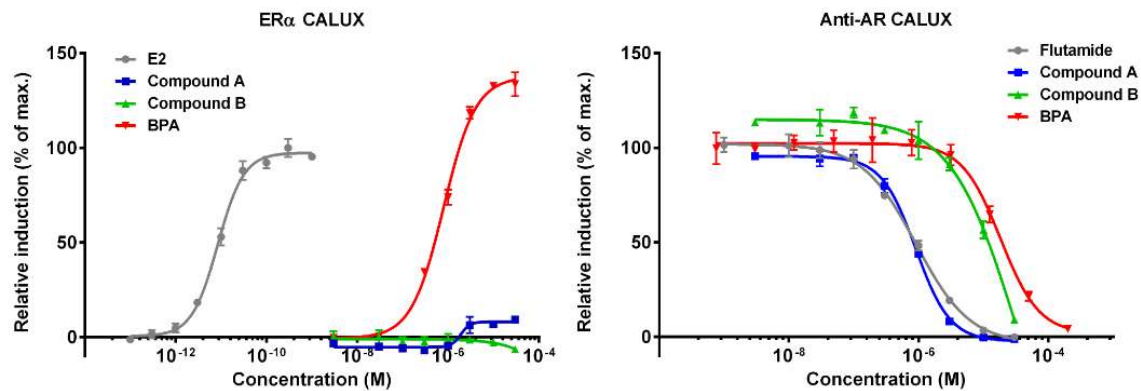 ERα CALUX
Relative induction (% of max.)
150
100
50
0
E2
Compound A
Compound B
BPA
10⁻¹² 10⁻¹⁰ 10⁻⁸ 10⁻⁶ 10⁻⁴
Concentration (M)
Anti-AR CALUX
Relative induction (% of max.)
150
100
50
0
Flutamide
Compound A
Compound B
BPA
10⁻⁸ 10⁻⁶ 10⁻⁴
Concentration (M)